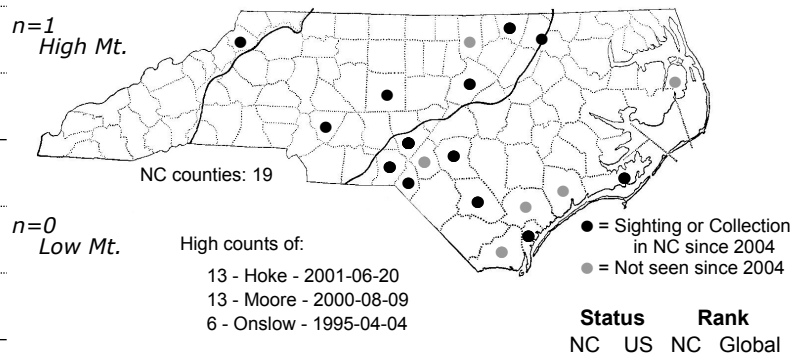 n=1
High Mt.
NC counties: 19
n=0
Low Mt.
High counts of:
13 - Hoke - 2001-06-20
13 - Moore - 2000-08-09
6 - Onslow - 1995-04-04
= Sighting or Collection
in NC since 2004
= Not seen since 2004
Status Rank
NC US NC Global